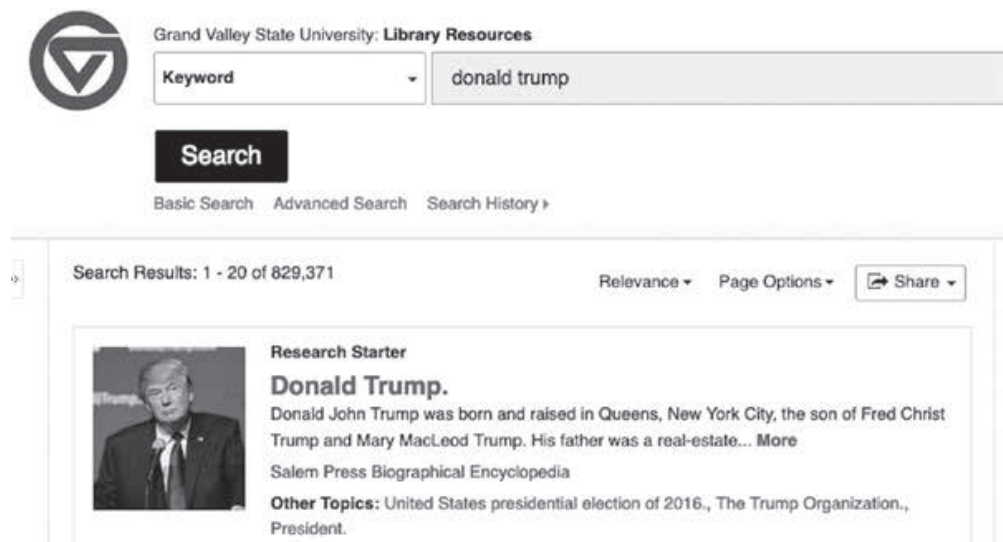 Grand Valley State University: Library Resources
Keyword
donald trump
Search
Basic Search Advanced Search Search History
Search Results: 1 - 20 of 829,371
Relevance Page Options Share
Research Starter
Donald Trump.
Donald John Trump was born and raised in Queens, New York City, the son of Fred Christ
Trump and Mary MacLeod Trump. His father was a real-estate... More
Salem Press Biographical Encyclopedia
Other Topics: United States presidential election of 2016., The Trump Organization.,
President.